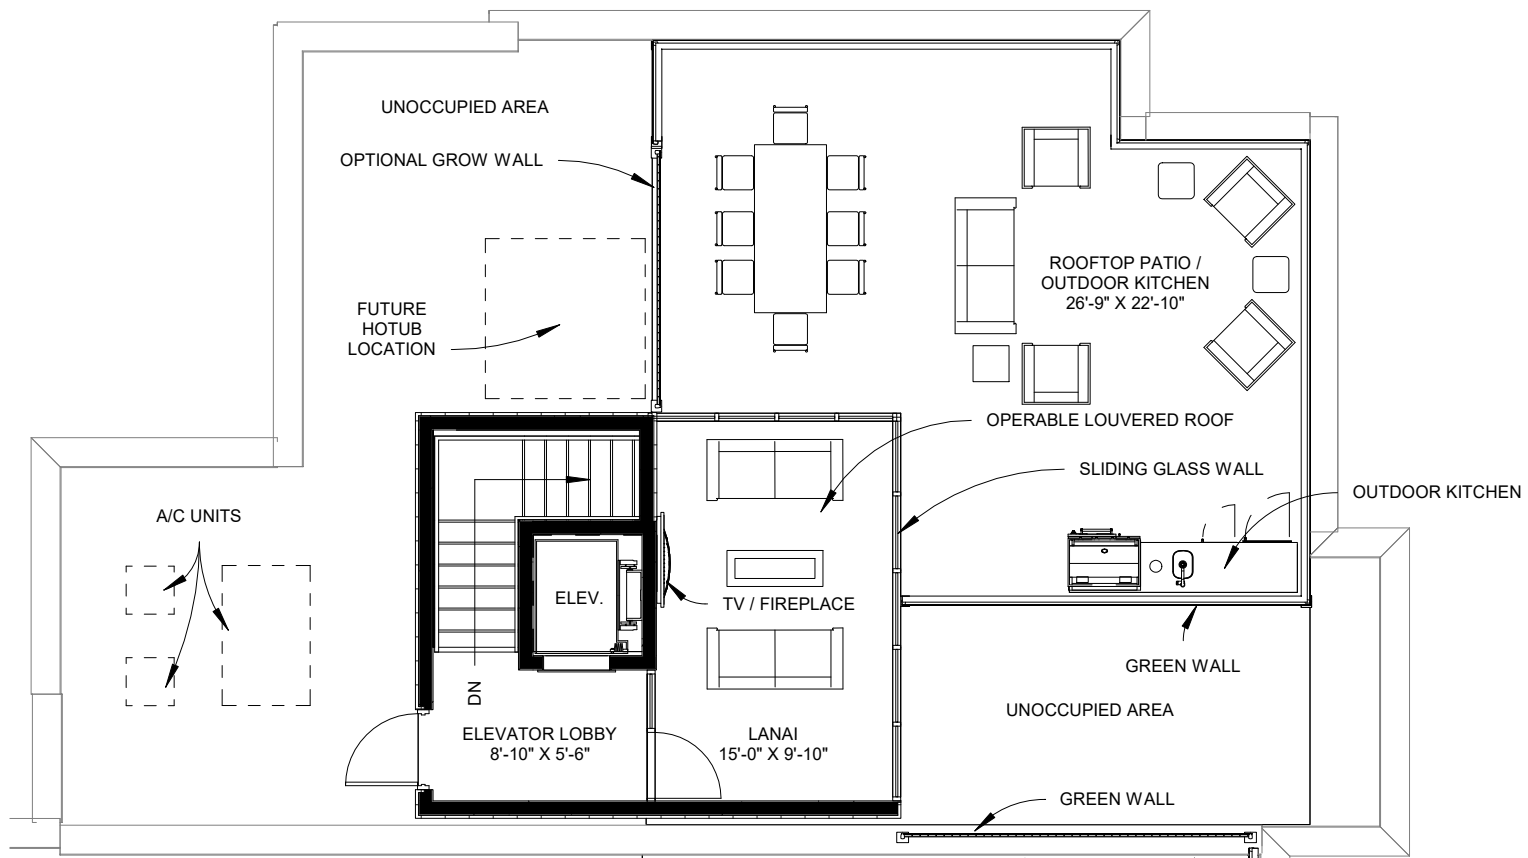 UNOCCUPIED AREA
OPTIONAL GROW WALL
FUTURE
HOTUB
LOCATION
ROOFTOP PATIO /
OUTDOOR KITCHEN
26'-9" X 22'-10"
OPERABLE LOUVERED ROOF
SLIDING GLASS WALL
OUTDOOR KITCHEN
A/C UNITS
ELEV.
TV / FIREPLACE
GREEN WALL
DN
UNOCCUPIED AREA
ELEVATOR LOBBY
8'-10" X 5'-6"
LANAI
15'-0" X 9'-10"
GREEN WALL